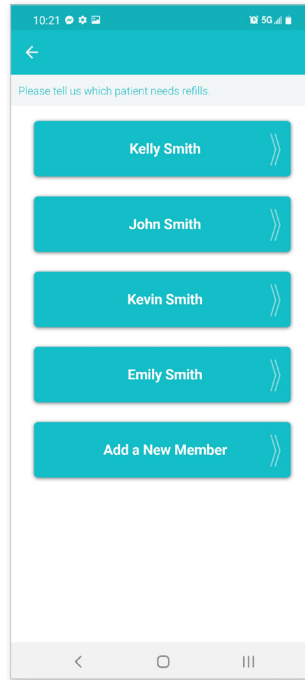 10:21 5G
Please tell us which patient needs refills.
Kelly Smith
John Smith
Kevin Smith
Emily Smith
Add a New Member